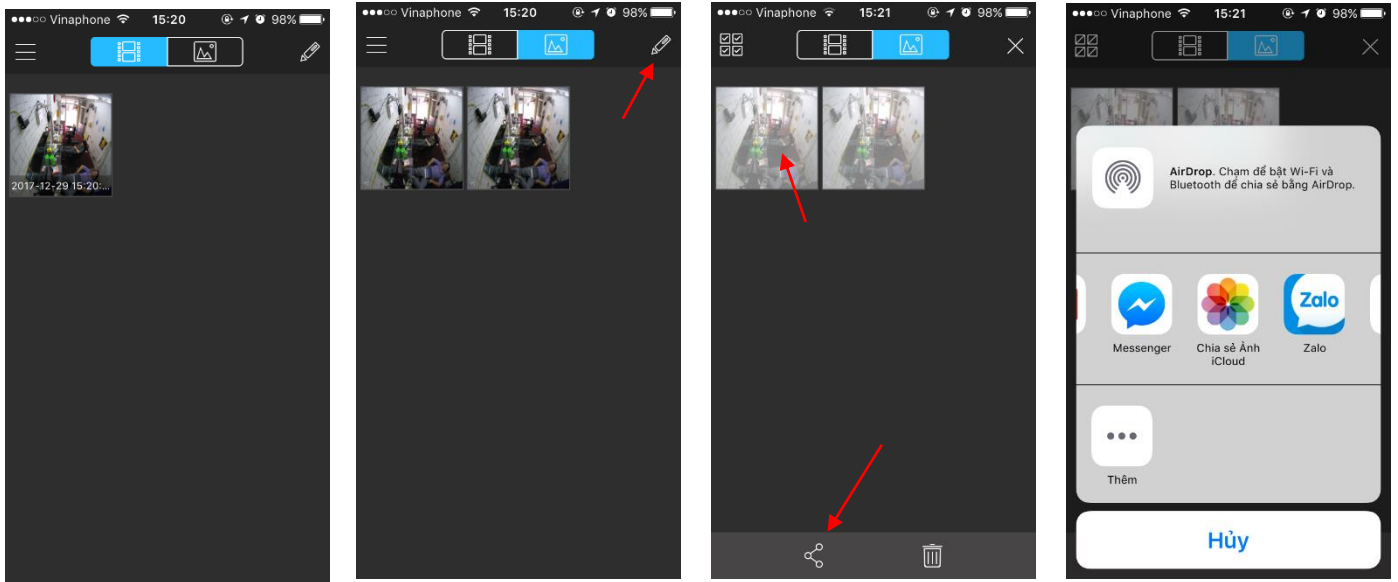 Vinaphone 15:20 98%
2017-12-29 15:20:...
Vinaphone 15:20 98%
Vinaphone 15:21 98%
Vinaphone 15:21 98%
AirDrop. Chạm để bật Wi-Fi và
Bluetooth để chia sẻ bằng AirDrop.
Messenger
Chia sẻ Ảnh
iCloud
Zalo
Zalo
Thêm
Hủy